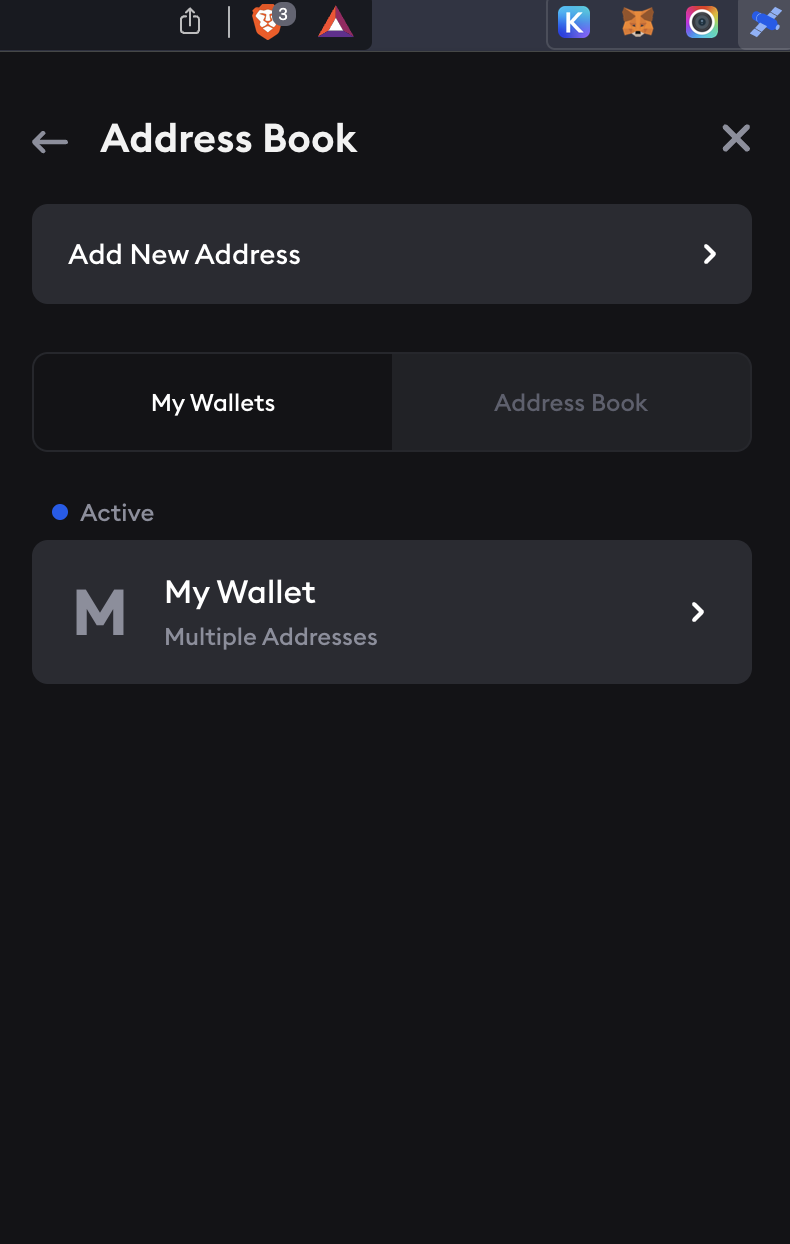 3
K
Address Book
Add New Address
My Wallets
Address Book
Active
M
My Wallet
Multiple Addresses